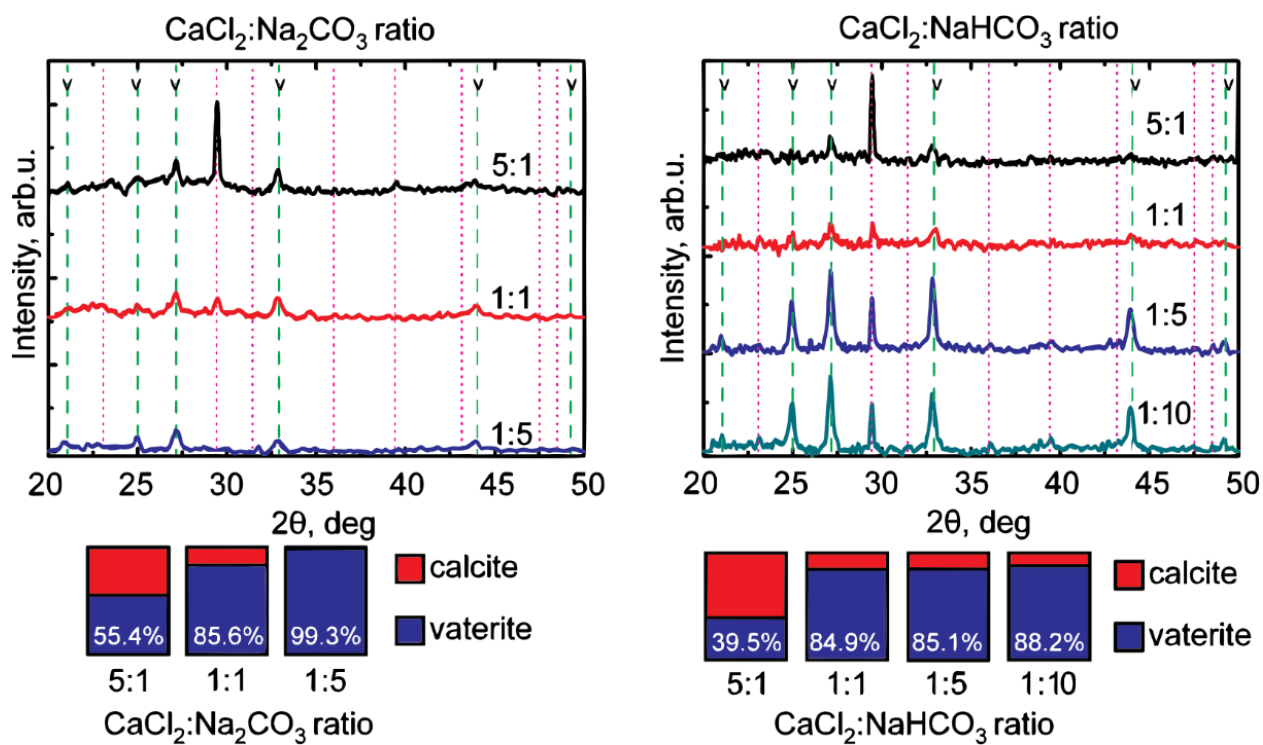 CaCl₂:Na₂CO₃ ratio
v v v v v v
5:1
1:1
1:5
Intensity, arb.u.
20 25 30 35 40 45 50
2θ, deg
calcite
vaterite
55.4% 85.6% 99.3%
5:1 1:1 1:5
CaCl₂:Na₂CO₃ ratio
CaCl₂:NaHCO₃ ratio
v v v v v v
5:1
1:1
1:5
1:10
Intensity, arb.u.
20 25 30 35 40 45 50
2θ, deg
calcite
vaterite
39.5% 84.9% 85.1% 88.2%
5:1 1:1 1:5 1:10
CaCl₂:NaHCO₃ ratio